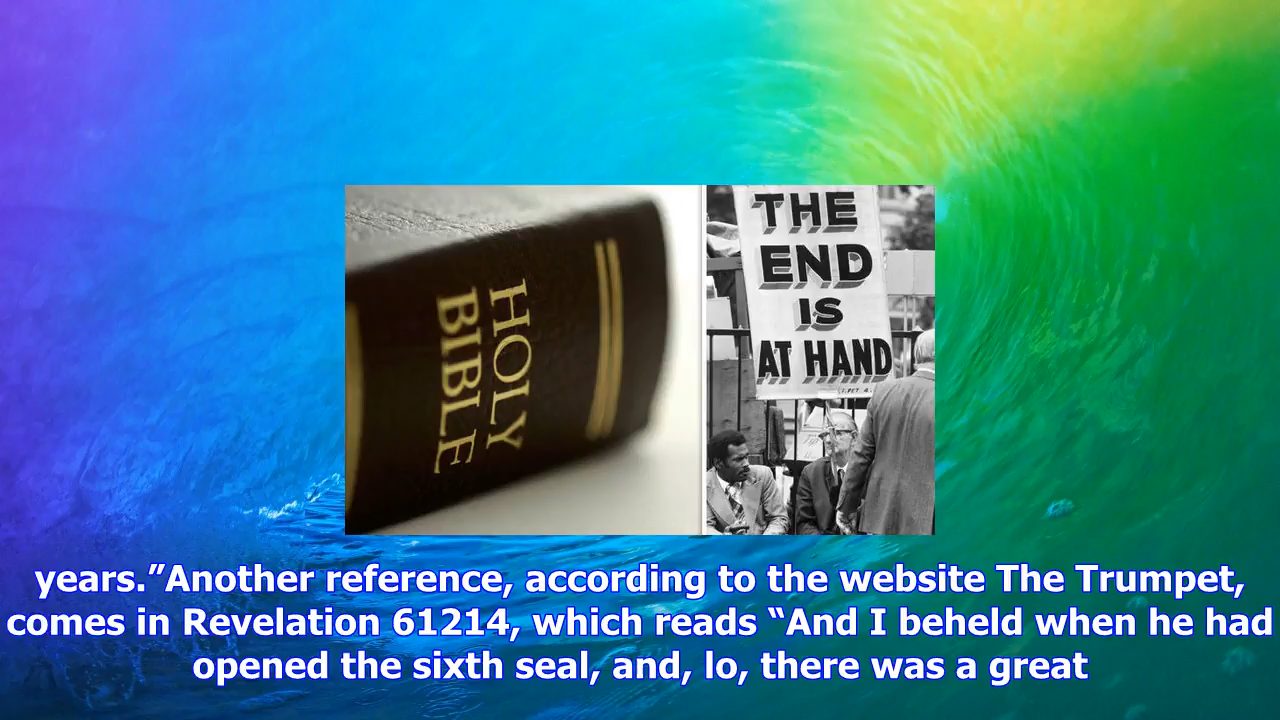 HOLY
BIBLE
THE
END
IS
AT HAND
years.”Another reference, according to the website The Trumpet,
comes in Revelation 61214, which reads “And I beheld when he had
opened the sixth seal, and, lo, there was a great